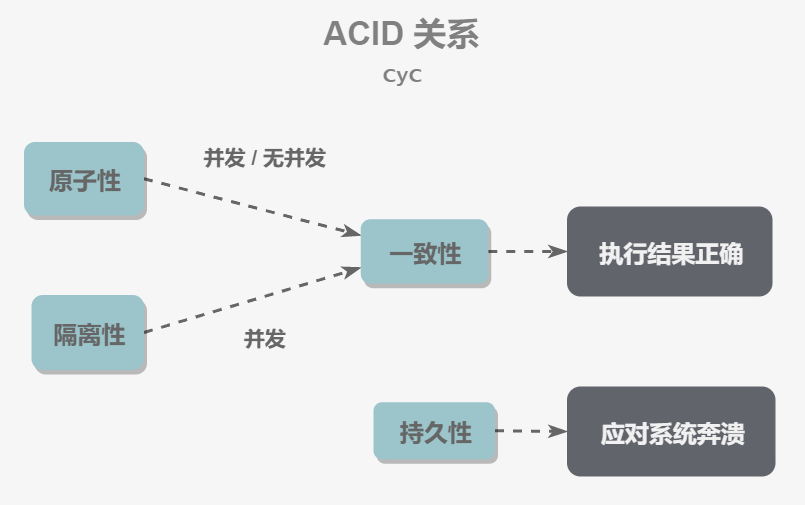 ACID 关系
CyC
并发 / 无并发
原子性
一致性
执行结果正确
隔离性
并发
持久性
应对系统奔溃